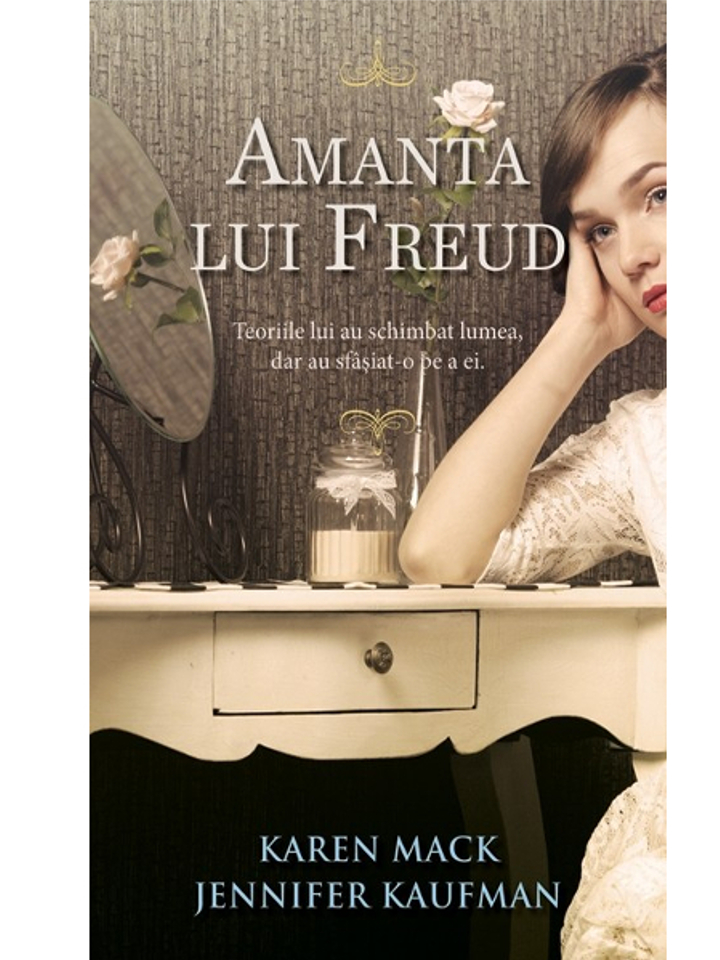 AMANTA
LUI FREUD
Teoriile lui au schimbat lumea,
dar au sfâșiat-o pe a ei.
KAREN MACK
JENNIFER KAUFMAN